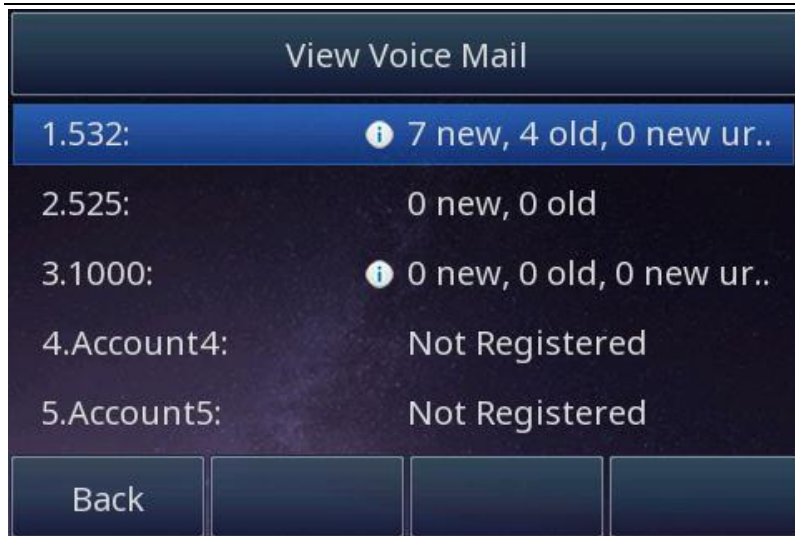 View Voice Mail
1.532: 7 new, 4 old, 0 new ur..
2.525: 0 new, 0 old
3.1000: 0 new, 0 old, 0 new ur..
4.Account4: Not Registered
5.Account5: Not Registered
Back